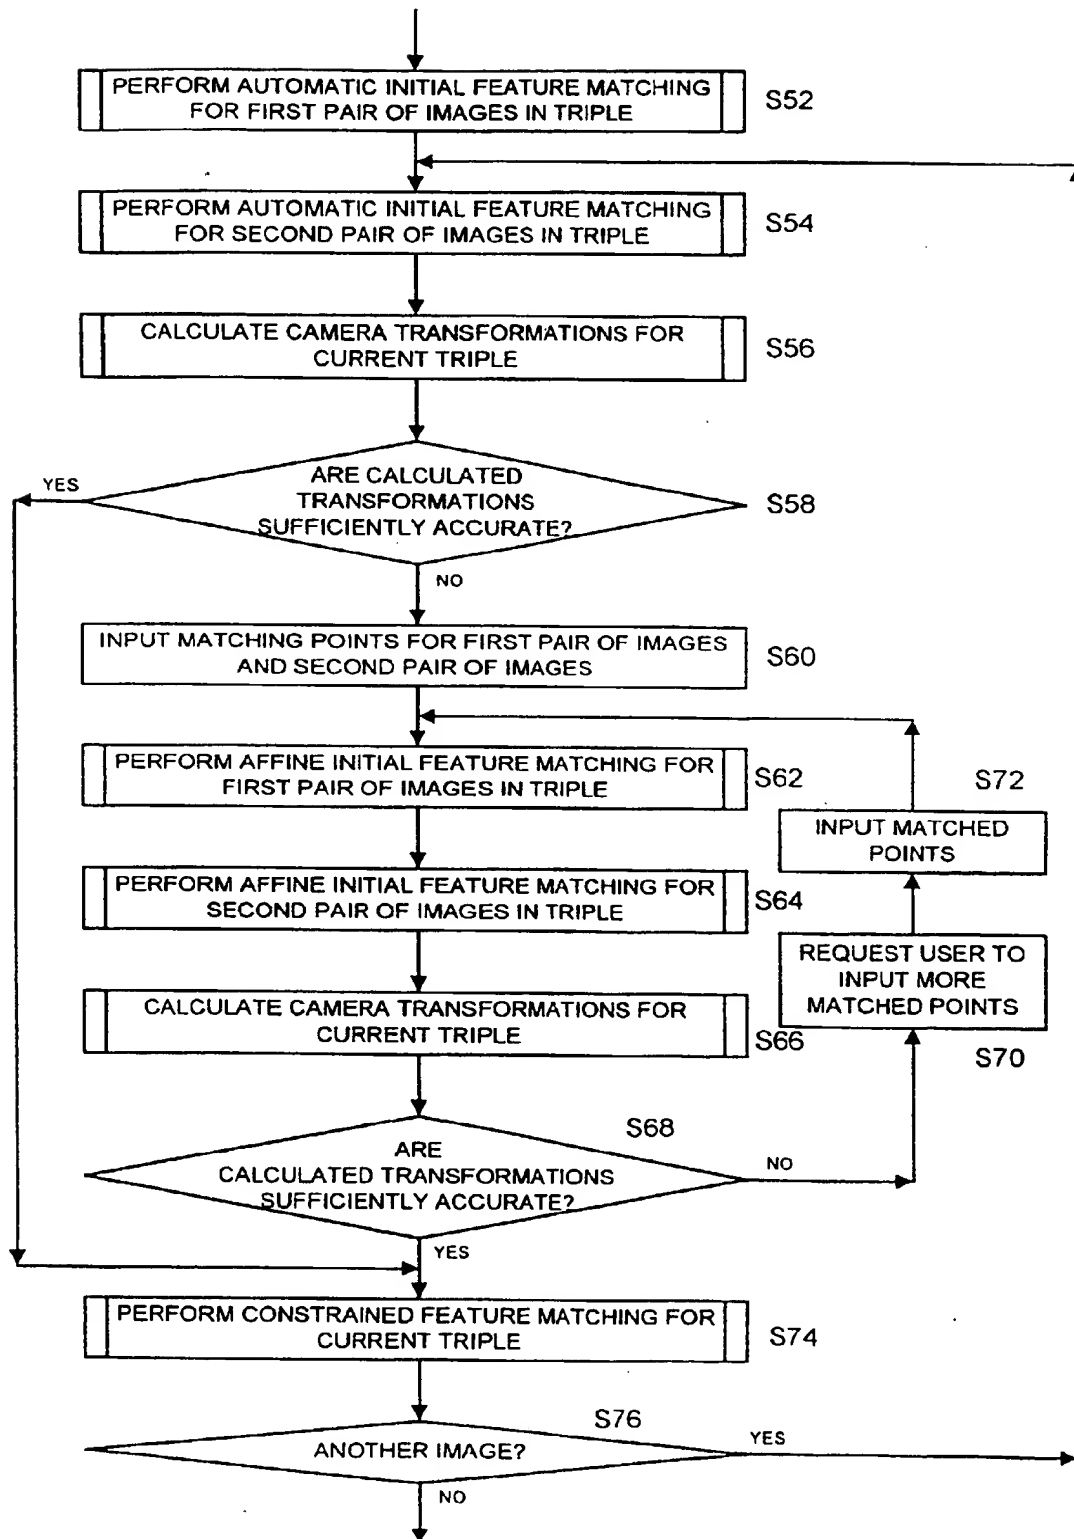 PERFORM AUTOMATIC INITIAL FEATURE MATCHING
FOR FIRST PAIR OF IMAGES IN TRIPLE
S52
PERFORM AUTOMATIC INITIAL FEATURE MATCHING
FOR SECOND PAIR OF IMAGES IN TRIPLE
S54
CALCULATE CAMERA TRANSFORMATIONS FOR
CURRENT TRIPLE
S56
YES
ARE CALCULATED
TRANSFORMATIONS
SUFFICIENTLY ACCURATE?
S58
NO
INPUT MATCHING POINTS FOR FIRST PAIR OF IMAGES
AND SECOND PAIR OF IMAGES
S60
PERFORM AFFINE INITIAL FEATURE MATCHING FOR
FIRST PAIR OF IMAGES IN TRIPLE
S62
S72
INPUT MATCHED
POINTS
PERFORM AFFINE INITIAL FEATURE MATCHING FOR
SECOND PAIR OF IMAGES IN TRIPLE
S64
REQUEST USER TO
INPUT MORE
MATCHED POINTS
S70
CALCULATE CAMERA TRANSFORMATIONS FOR
CURRENT TRIPLE
S66
S68
ARE
CALCULATED TRANSFORMATIONS
SUFFICIENTLY ACCURATE?
NO
YES
PERFORM CONSTRAINED FEATURE MATCHING FOR
CURRENT TRIPLE
S74
S76
ANOTHER IMAGE?
YES
NO